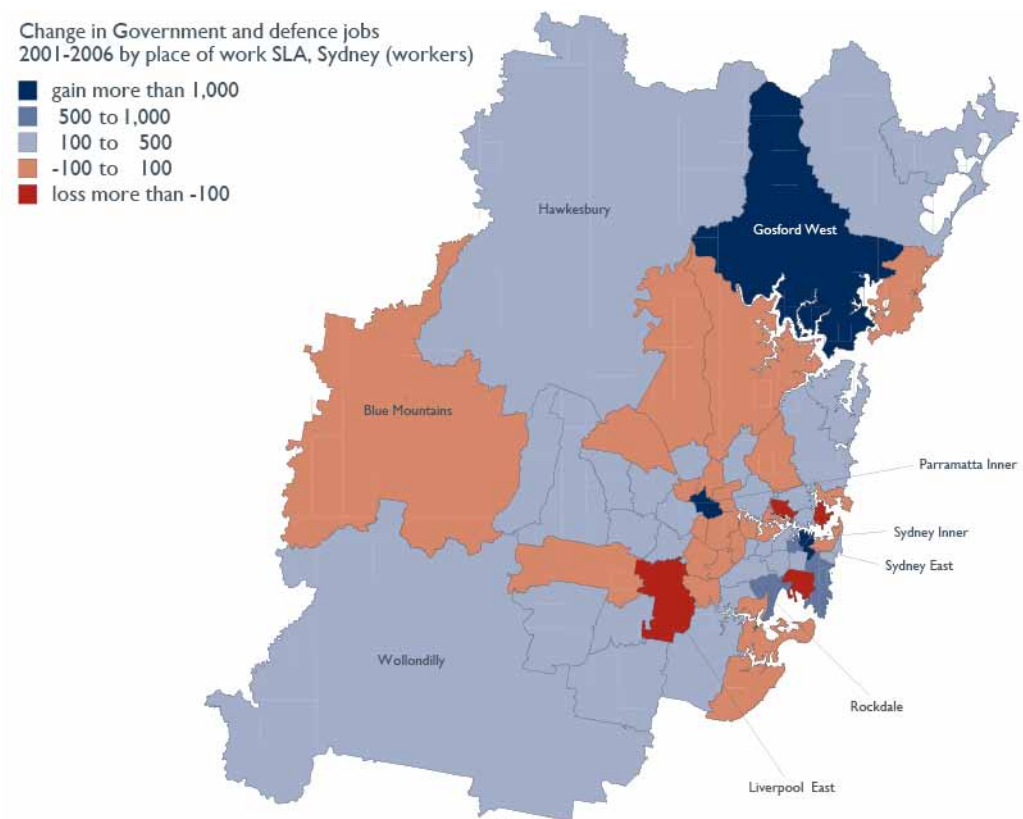 Change in Government and defence jobs
2001-2006 by place of work SLA, Sydney (workers)
gain more than 1,000
500 to 1,000
100 to 500
-100 to 100
loss more than -100
Hawkesbury
Gosford West
Blue Mountains
Parramatta Inner
Sydney Inner
Sydney East
Wollondilly
Rockdale
Liverpool East